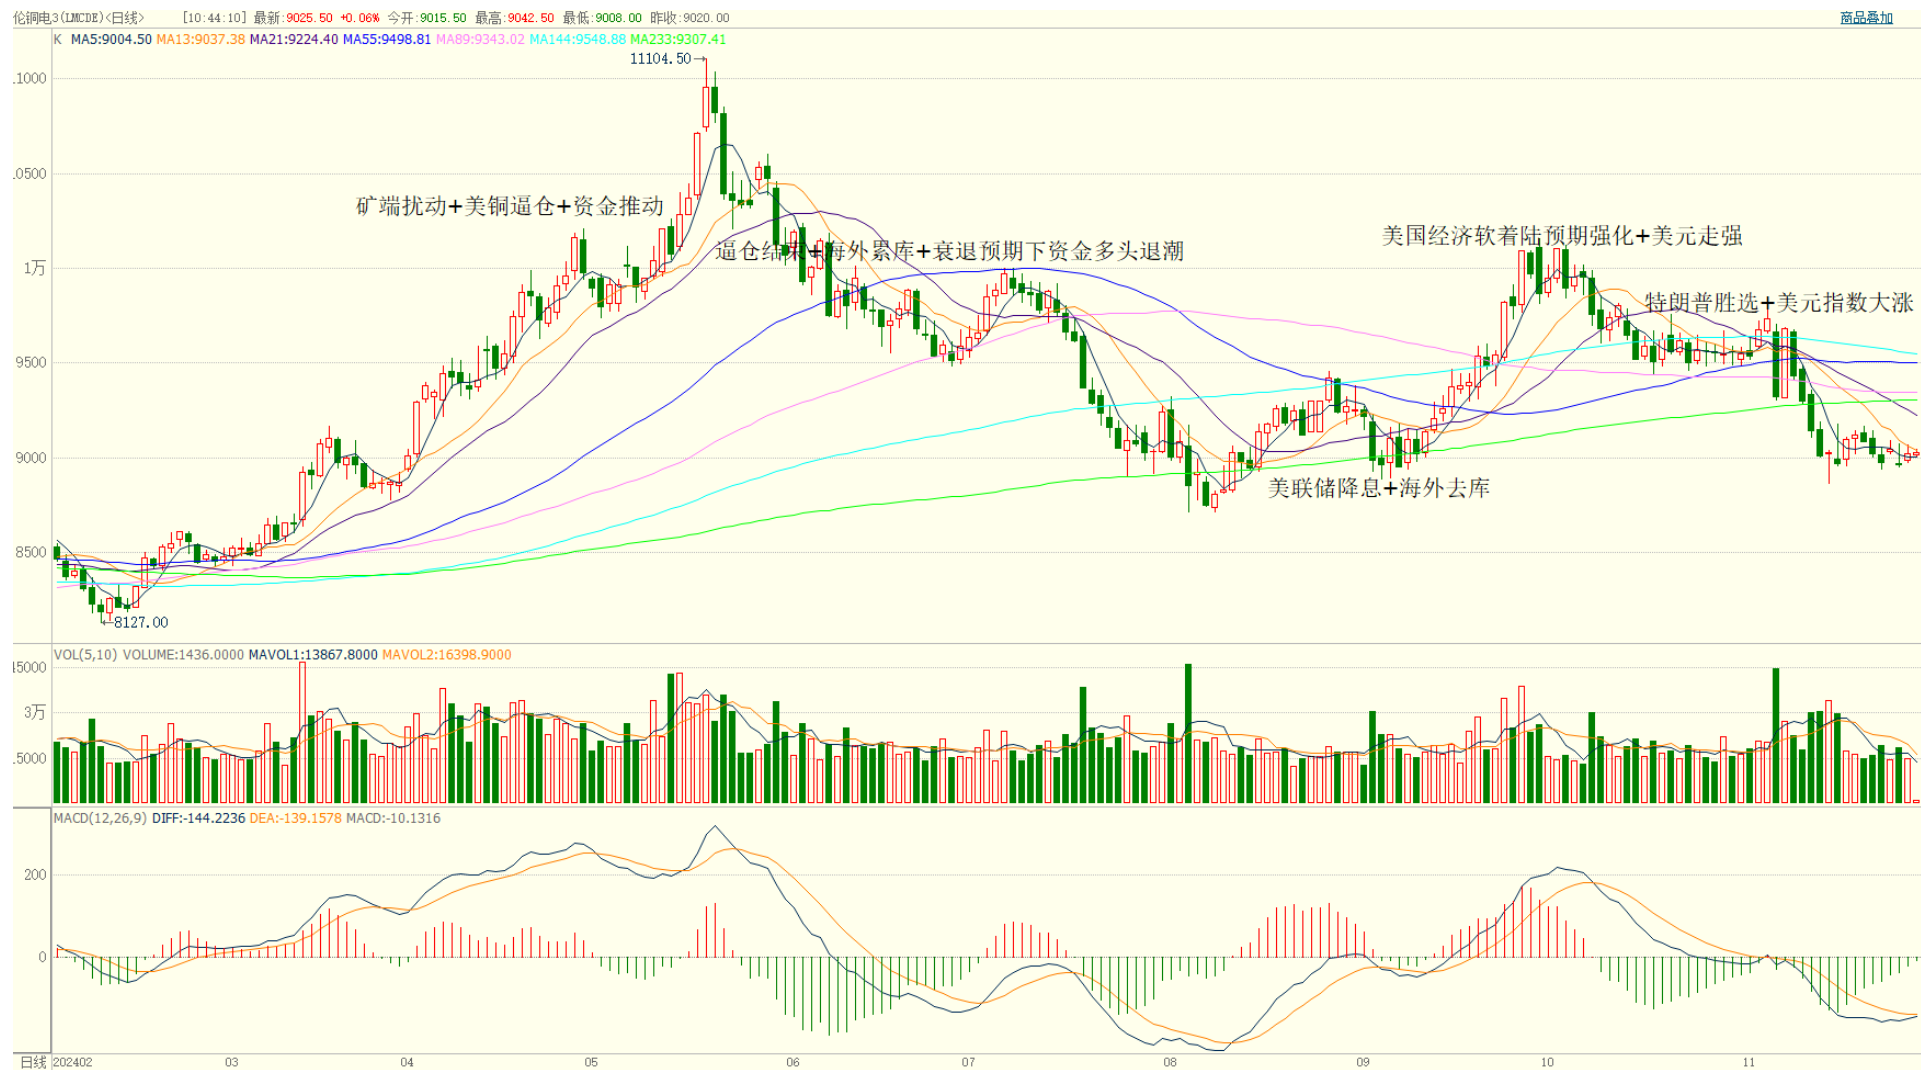 伦铜电3(LMCDE)<日线> [10:44:10] 最新:9025.50 +0.06% 今开:9015.50 最高:9042.50 最低:9008.00 昨收:9020.00 商品叠加
K MA5:9004.50 MA13:9037.38 MA21:9224.40 MA55:9498.81 MA89:9343.02 MA144:9548.88 MA233:9307.41
11104.50
.1000
.0500
矿端扰动+美铜逼仓+资金推动
美国经济软着陆预期强化+美元走强
逼仓结束+海外累库+衰退预期下资金多头退潮
1万
特朗普胜选+美元指数大涨
9500
9000
美联储降息+海外去库
8500
8127.00
VOL(5,10) VOLUME:1436.0000 MAVOL1:13867.8000 MAVOL2:16398.9000
15000
3万
.5000
MACD(12,26,9) DIFF:-144.2236 DEA:-139.1578 MACD:-10.1316
200
0
日线 202402 03 04 05 06 07 08 09 10 11